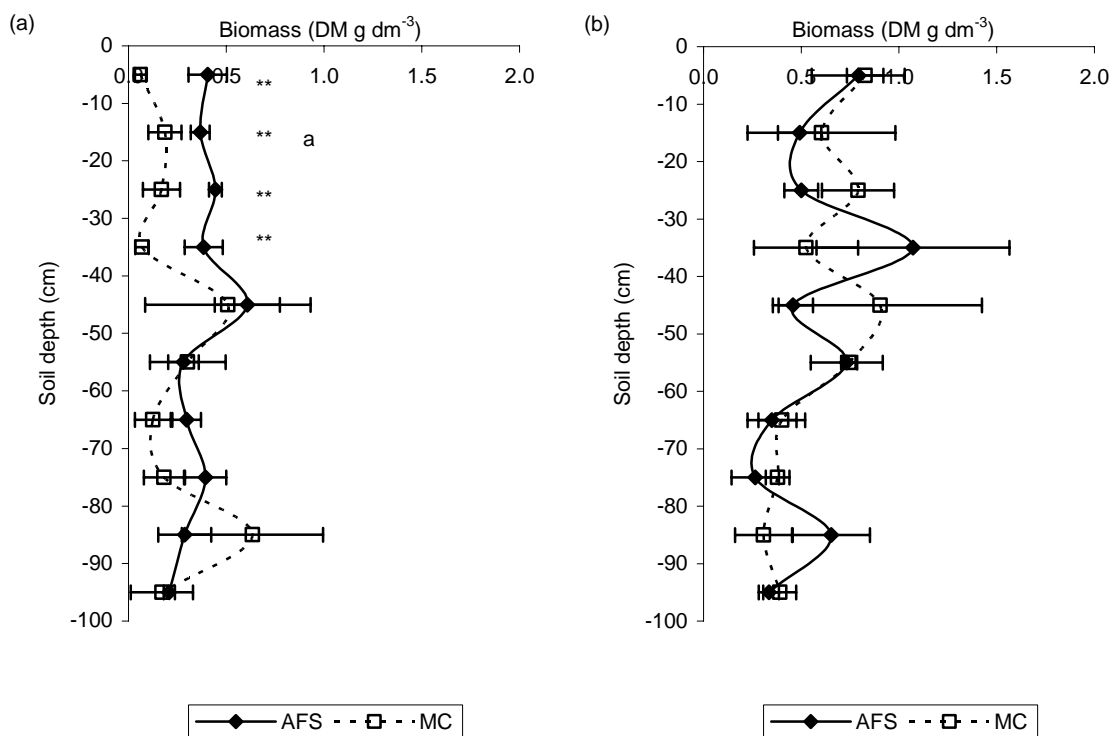 (a)
Biomass (DM g dm⁻³)
0.0 0.5 1.0 1.5 2.0
0
-10
-20
-30
-40
-50
-60
-70
-80
-90
-100
Soil depth (cm)
**
** a
**
**
AFS MC
(b)
Biomass (DM g dm⁻³)
0.0 0.5 1.0 1.5 2.0
0
-10
-20
-30
-40
-50
-60
-70
-80
-90
-100
Soil depth (cm)
AFS MC